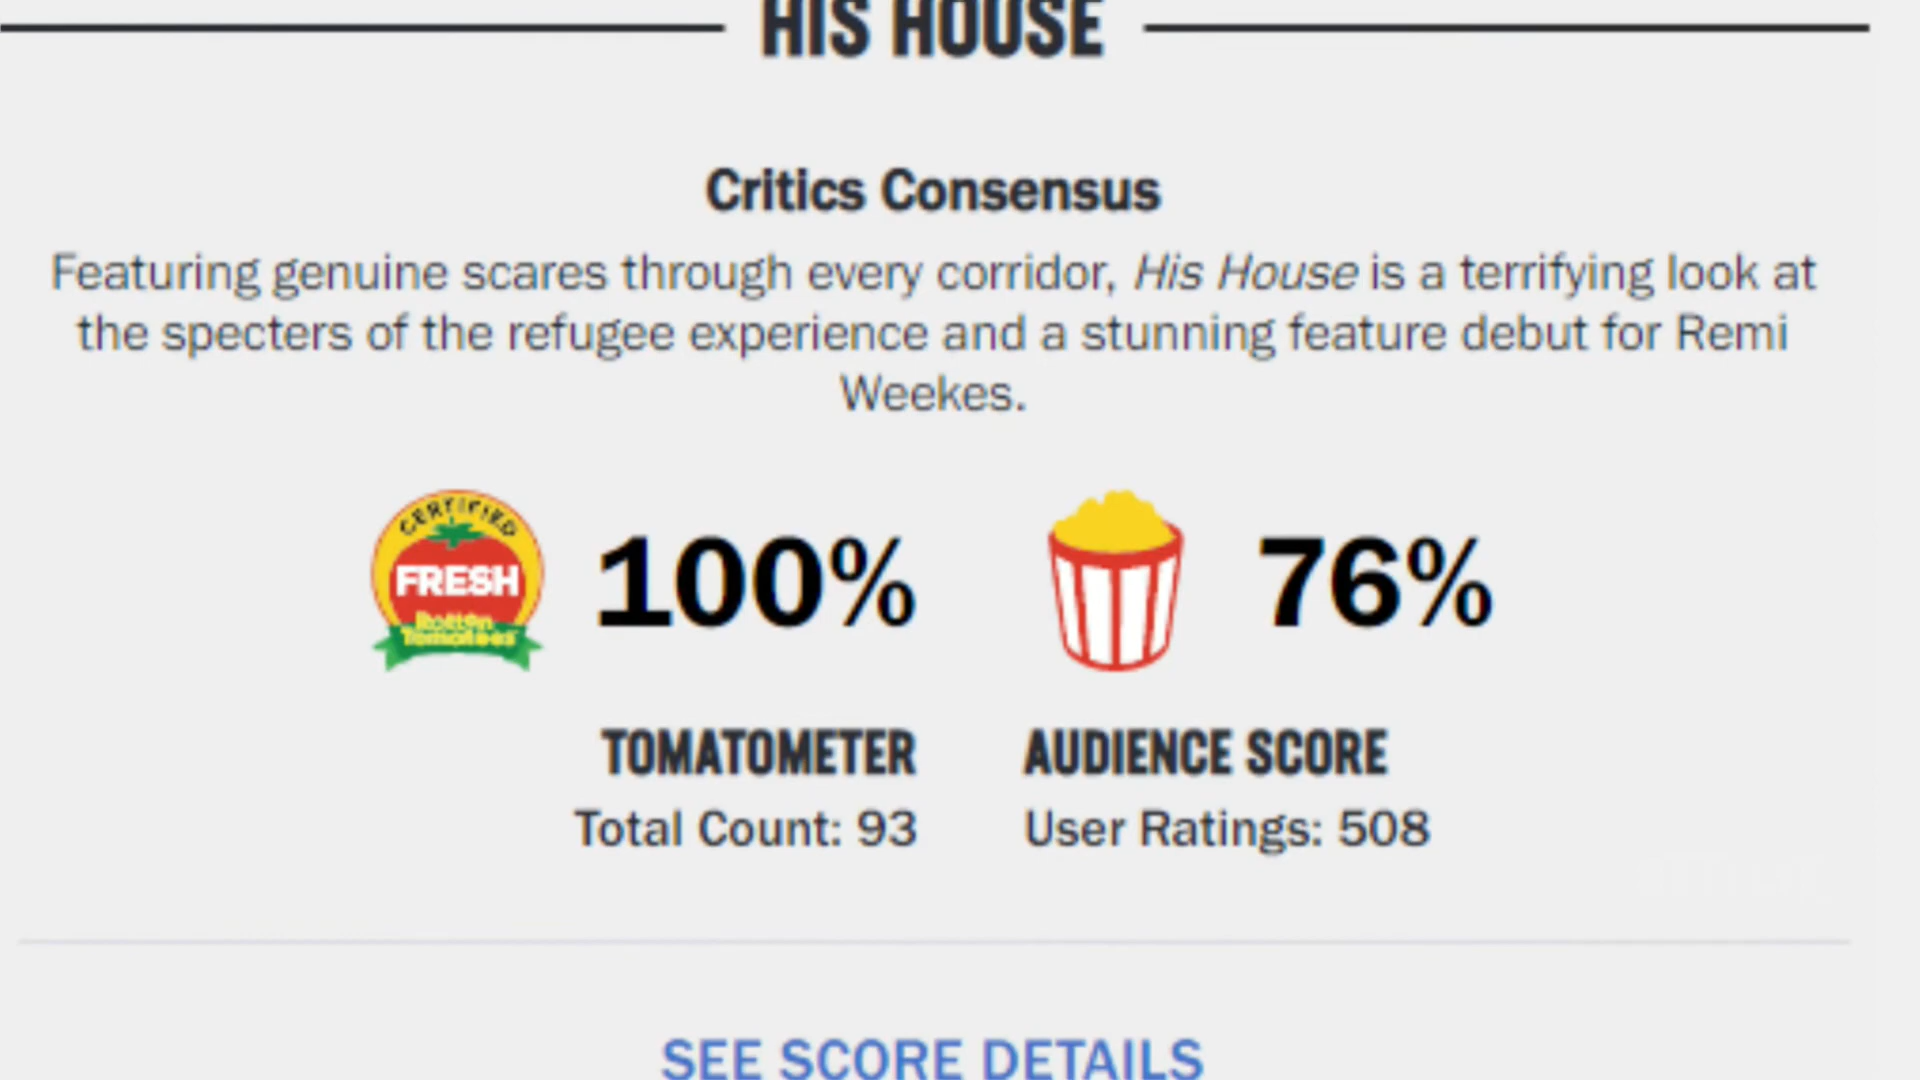 HIS HOUSE
Critics Consensus
Featuring genuine scares through every corridor, His House is a terrifying look at
the specters of the refugee experience and a stunning feature debut for Remi
Weekes.
CERTIFIED
FRESH
Rotten
Tomatoes
100%
76%
TOMATOMETER
AUDIENCE SCORE
Total Count: 93
User Ratings: 508
SEE SCORE DETAILS